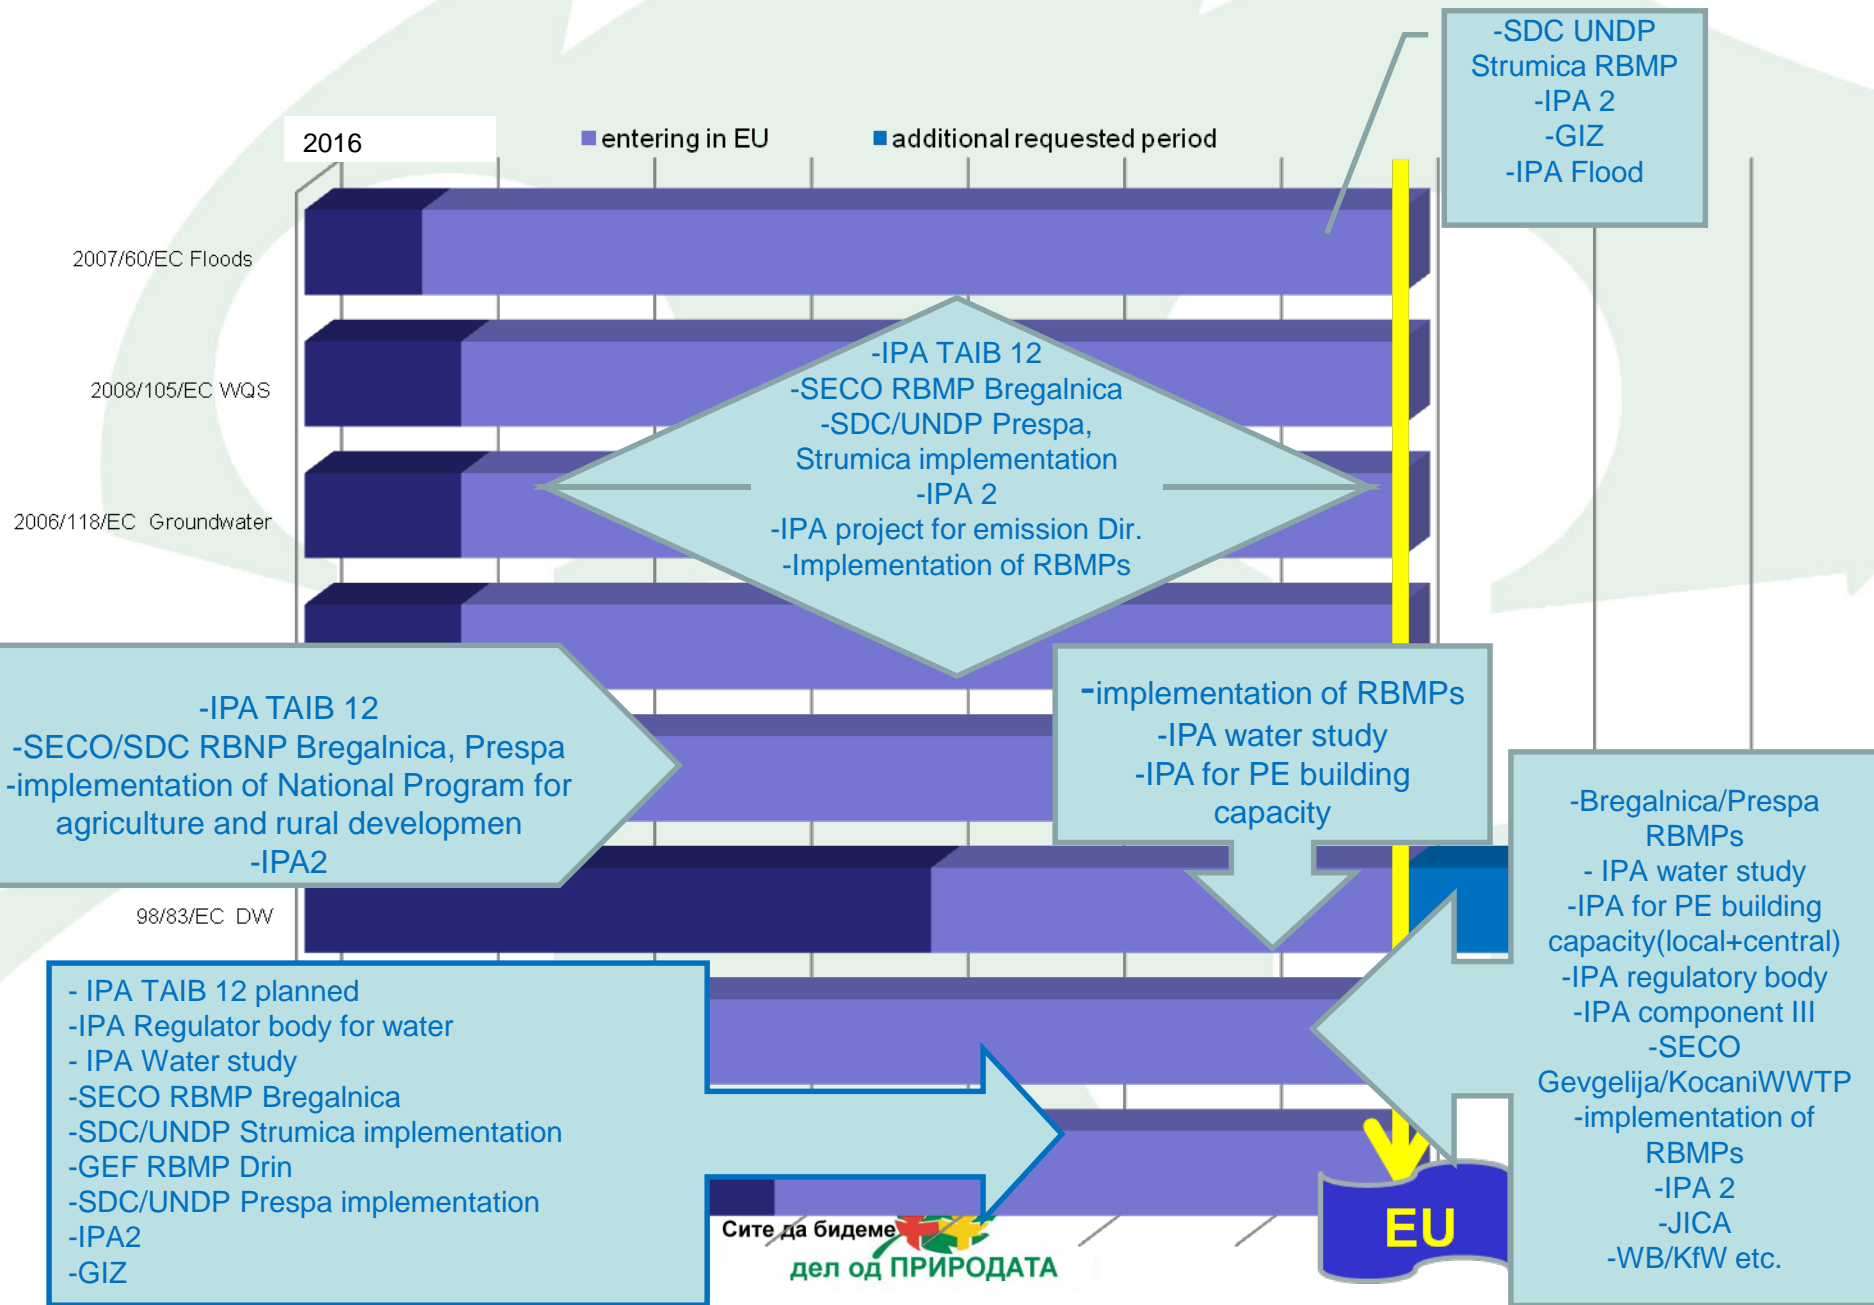 -SDC UNDP
Strumica RBMP
-IPA 2
-GIZ
-IPA Flood
2016
entering in EU
additional requested period
2007/60/EC Floods
2008/105/EC WQS
2006/118/EC Groundwater
-IPA TAIB 12
-SECO RBMP Bregalnica
-SDC/UNDP Prespa,
Strumica implementation
-IPA 2
-IPA project for emission Dir.
-Implementation of RBMPs
-IPA TAIB 12
-SECO/SDC RBNP Bregalnica, Prespa
-implementation of National Program for
agriculture and rural developmen
-IPA2
-implementation of RBMPs
-IPA water study
-IPA for PE building
capacity
98/83/EC DW
-Bregalnica/Prespa
RBMPs
- IPA water study
-IPA for PE building
capacity(local+central)
-IPA regulatory body
-IPA component III
-SECO
Gevgelija/KocaniWWTP
-implementation of
RBMPs
-IPA 2
-JICA
-WB/KfW etc.
- IPA TAIB 12 planned
-IPA Regulator body for water
- IPA Water study
-SECO RBMP Bregalnica
-SDC/UNDP Strumica implementation
-GEF RBMP Drin
-SDC/UNDP Prespa implementation
-IPA2
-GIZ
Сите да бидеме
дел од ПРИРОДАТА
EU